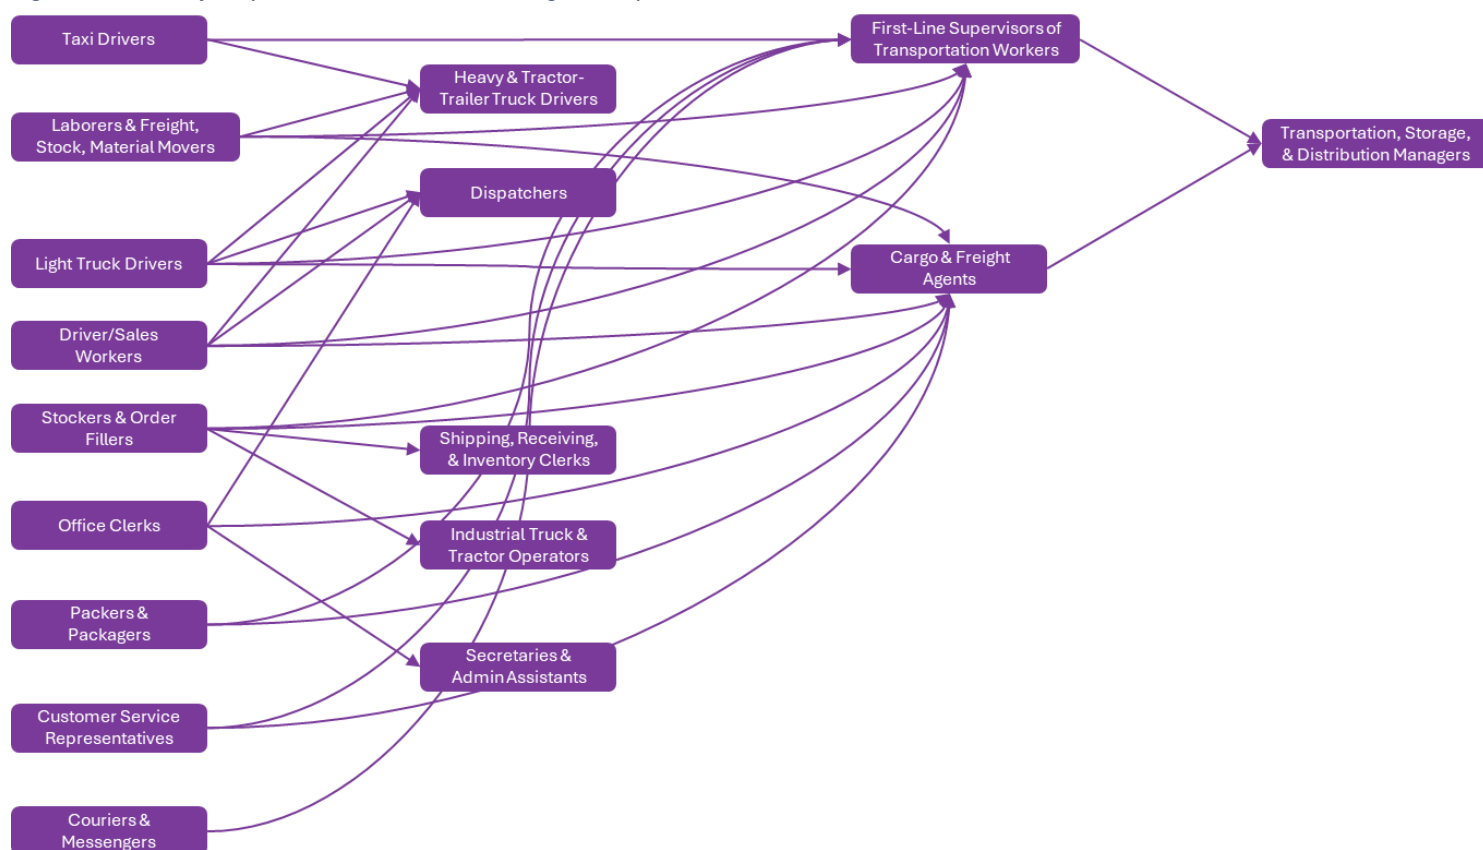 Taxi Drivers
First-Line Supervisors of
Transportation Workers
Heavy & Tractor-
Trailer Truck Drivers
Laborers & Freight,
Stock, Material Movers
Transportation, Storage,
& Distribution Managers
Dispatchers
Light Truck Drivers
Cargo & Freight
Agents
Driver/Sales
Workers
Stockers & Order
Fillers
Shipping, Receiving,
& Inventory Clerks
Office Clerks
Industrial Truck &
Tractor Operators
Packers &
Packagers
Secretaries &
Admin Assistants
Customer Service
Representatives
Couriers &
Messengers